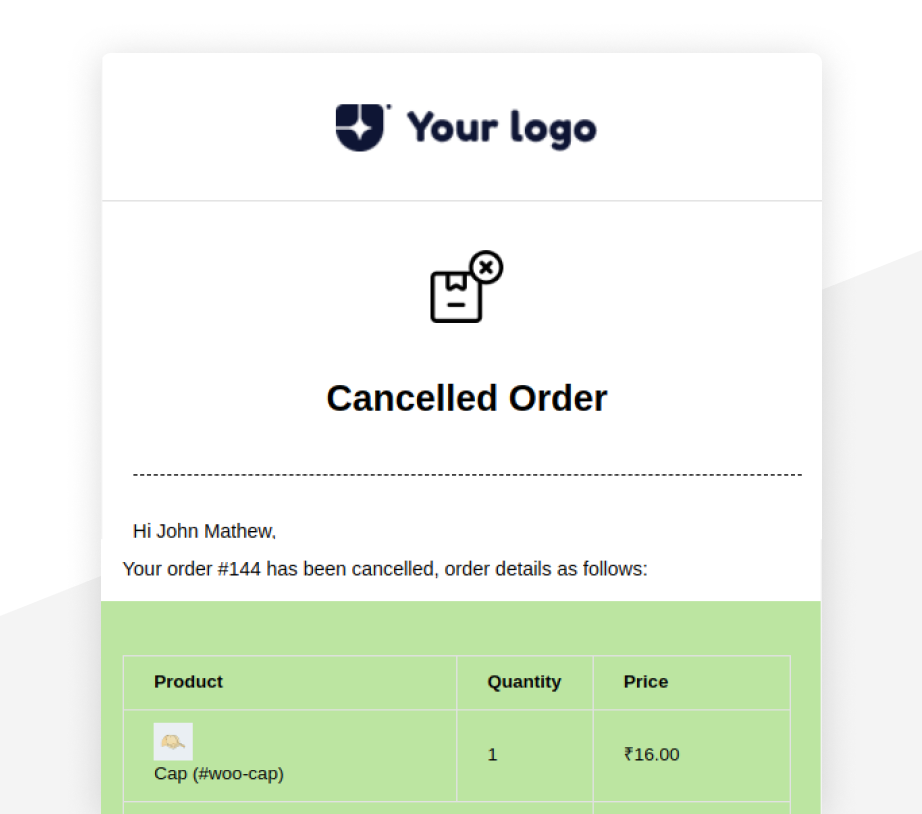 Your logo
Cancelled Order
Hi John Mathew,
Your order #144 has been cancelled, order details as follows:
Product Quantity Price
Cap (#woo-cap) 1 ₹16.00